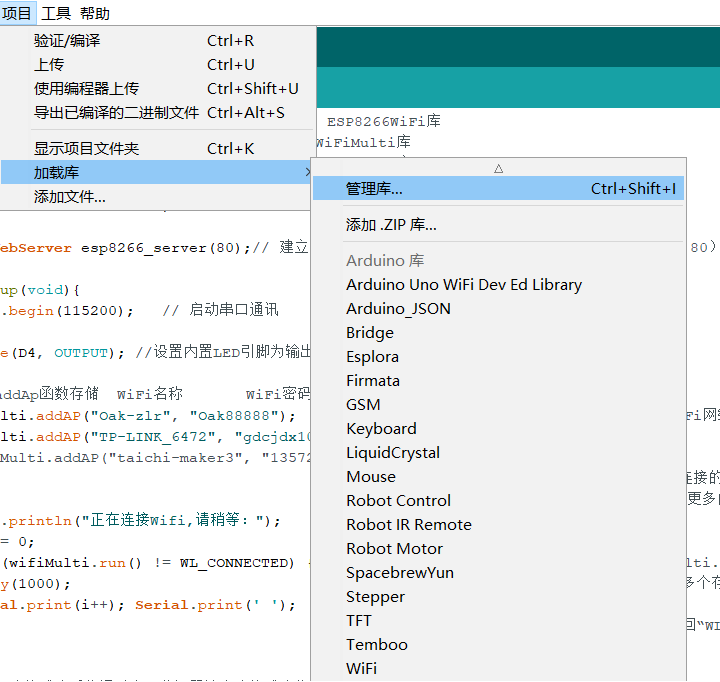 项目 工具 帮助
验证/编译 Ctrl+R
上传 Ctrl+U
使用编程器上传 Ctrl+Shift+U
导出已编译的二进制文件 Ctrl+Alt+S
显示项目文件夹 Ctrl+K
加载库
添加文件...
管理库... Ctrl+Shift+I
添加 .ZIP 库...
Arduino 库
Arduino Uno WiFi Dev Ed Library
Arduino_JSON
Bridge
Esplora
Firmata
GSM
Keyboard
LiquidCrystal
Mouse
Robot Control
Robot IR Remote
Robot Motor
SpacebrewYun
Stepper
TFT
Temboo
WiFi
ESP8266WiFi库
WiFiMulti库
ebServer esp8266_server(80);// 建立 80)
up(void){
.begin(115200); // 启动串口通讯
e(D4, OUTPUT); //设置内置LED引脚为输出
addAp函数存储 WiFi名称 WiFi密码
lti.addAP("Oak-zlr", "Oak88888"); Fi网
lti.addAP("TP-LINK_6472", "gdcjdx10
Multi.addAP("taichi-maker3", "13572
连接的
.println("正在连接Wifi,请稍等："); 更多
= 0;
(wifiMulti.run() != WL_CONNECTED) lti.
y(1000); 多个存
al.print(i++); Serial.print(' ');
回“WI